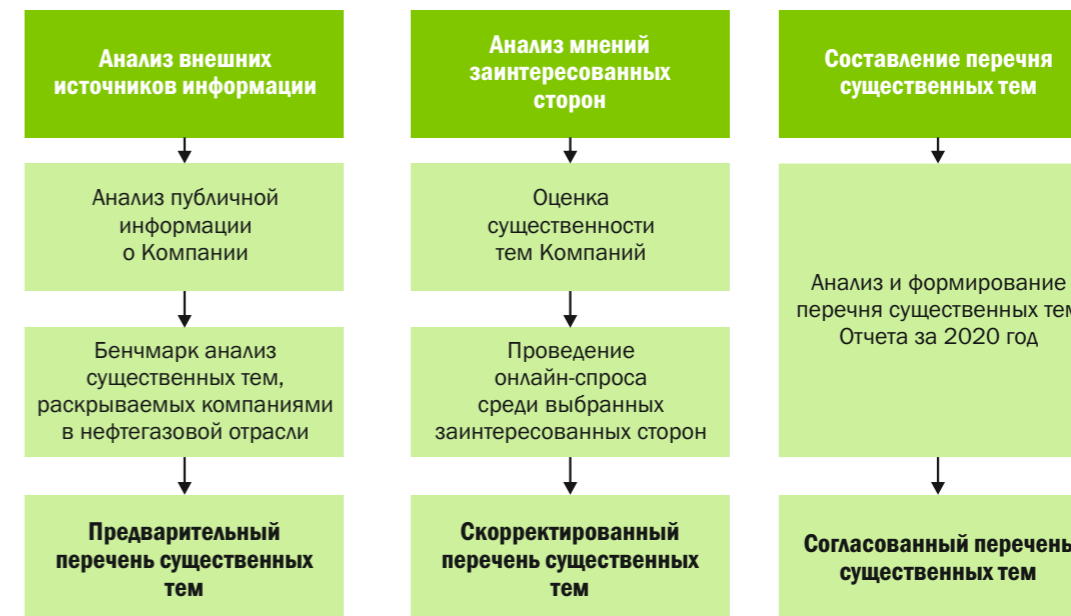 Анализ внешних
источников информации
Анализ публичной
информации
о Компании
Бенчмарк анализ
существенных тем,
раскрываемых компаниями
в нефтегазовой отрасли
Предварительный
перечень существенных
тем
Анализ мнений
заинтересованных
сторон
Оценка
существенности
тем Компаний
Проведение
онлайн-спроса
среди выбранных
заинтересованных сторон
Скорректированный
перечень существенных
тем
Составление перечня
существенных тем
Анализ и формирование
перечня существенных тем
Отчета за 2020 год
Согласованный перечень
существенных тем